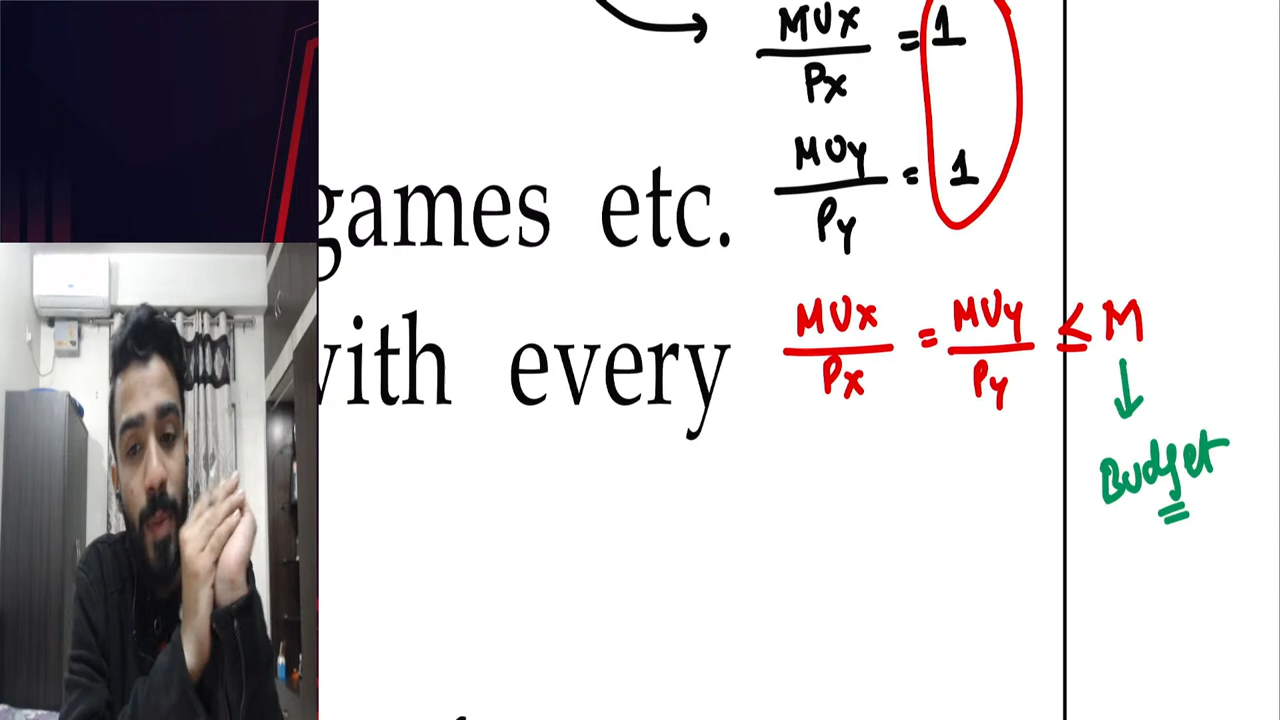 MUx
—— = 1
Px
MUy
—— = 1
Py
games etc.
with every
MUx/Px = MUy/Py ≤ M
Budget